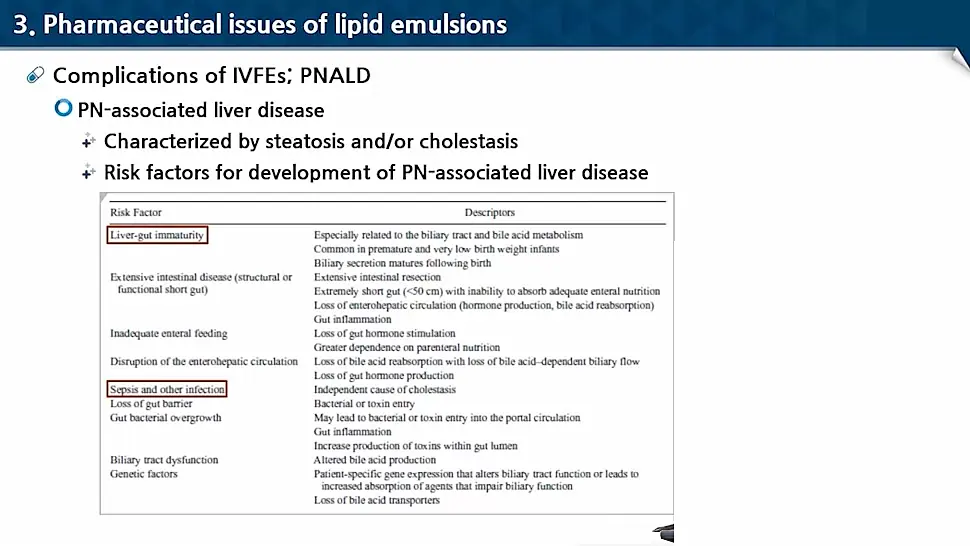 3. Pharmaceutical issues of lipid emulsions
Complications of IVFEs; PNALD
PN-associated liver disease
Characterized by steatosis and/or cholestasis
Risk factors for development of PN-associated liver disease
Risk Factor Descriptors
Liver-gut immaturity Especially related to the biliary tract and bile acid metabolism
Common in premature and very low birth weight infants
Biliary secretion matures following birth
Extensive intestinal disease (structural or Extensive intestinal resection
functional short gut) Extremely short gut (<50 cm) with inability to absorb adequate enteral nutrition
Loss of enterohepatic circulation (hormone production, bile acid reabsorption)
Gut inflammation
Inadequate enteral feeding Loss of gut hormone stimulation
Greater dependence on parenteral nutrition
Disruption of the enterohepatic circulation Loss of bile acid reabsorption with loss of bile acid–dependent biliary flow
Loss of gut hormone production
Sepsis and other infection Independent cause of cholestasis
Loss of gut barrier Bacterial or toxin entry
Gut bacterial overgrowth May lead to bacterial or toxin entry into the portal circulation
Gut inflammation
Increase production of toxins within gut lumen
Biliary tract dysfunction Altered bile acid production
Genetic factors Patient-specific gene expression that alters biliary tract function or leads to
increased absorption of agents that impair biliary function
Loss of bile acid transporters